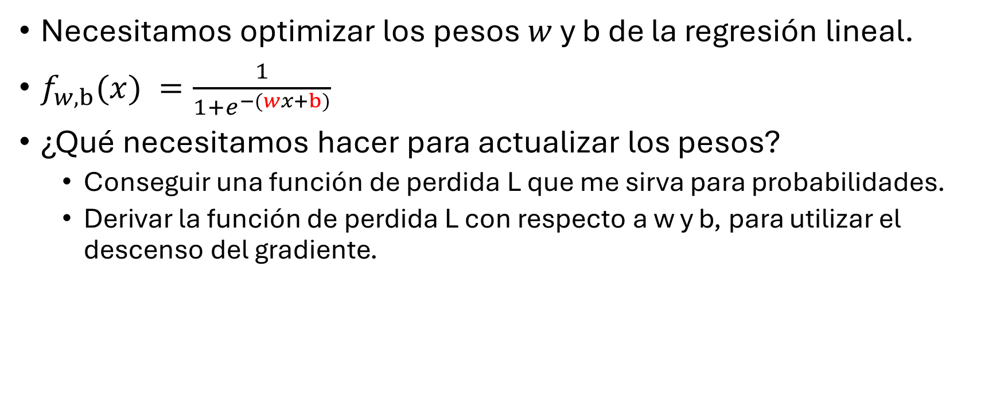 • Necesitamos optimizar los pesos w y b de la regresión lineal.
• f_{w,b}(x) = \frac{1}{1+e^{-(wx+b)}}
• ¿Qué necesitamos hacer para actualizar los pesos?
• Conseguir una función de perdida L que me sirva para probabilidades.
• Derivar la función de perdida L con respecto a w y b, para utilizar el
descenso del gradiente.